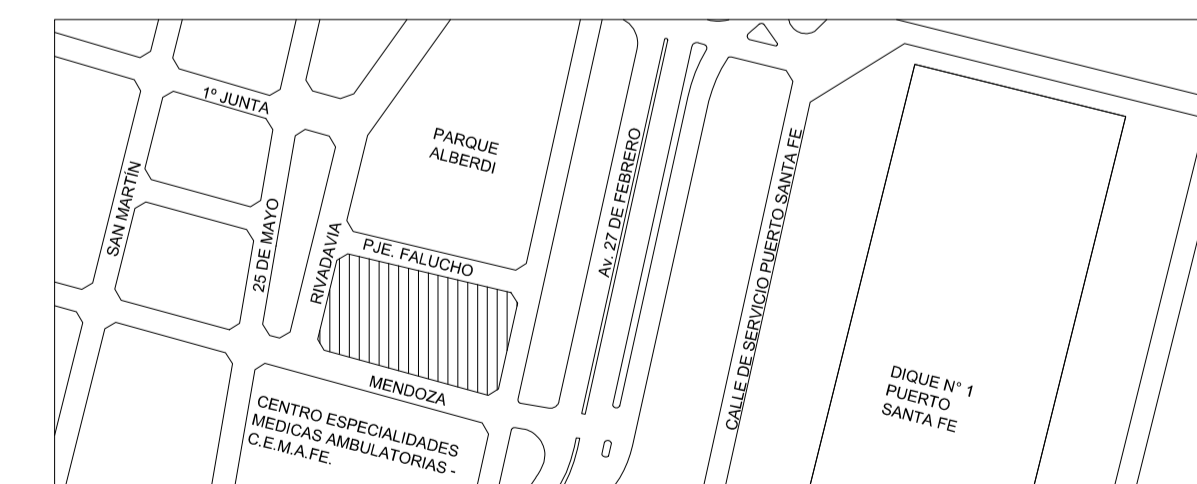 1º JUNTA
PARQUE
ALBERDI
SAN MARTÍN
25 DE MAYO
RIVADAVIA
PJE. FALUCHO
Av. 27 DE FEBRERO
CALLE DE SERVICIO PUERTO SANTA FE
MENDOZA
DIQUE N° 1
PUERTO
SANTA FE
CENTRO ESPECIALIDADES
MEDICAS AMBULATORIAS -
C.E.M.A.FE.